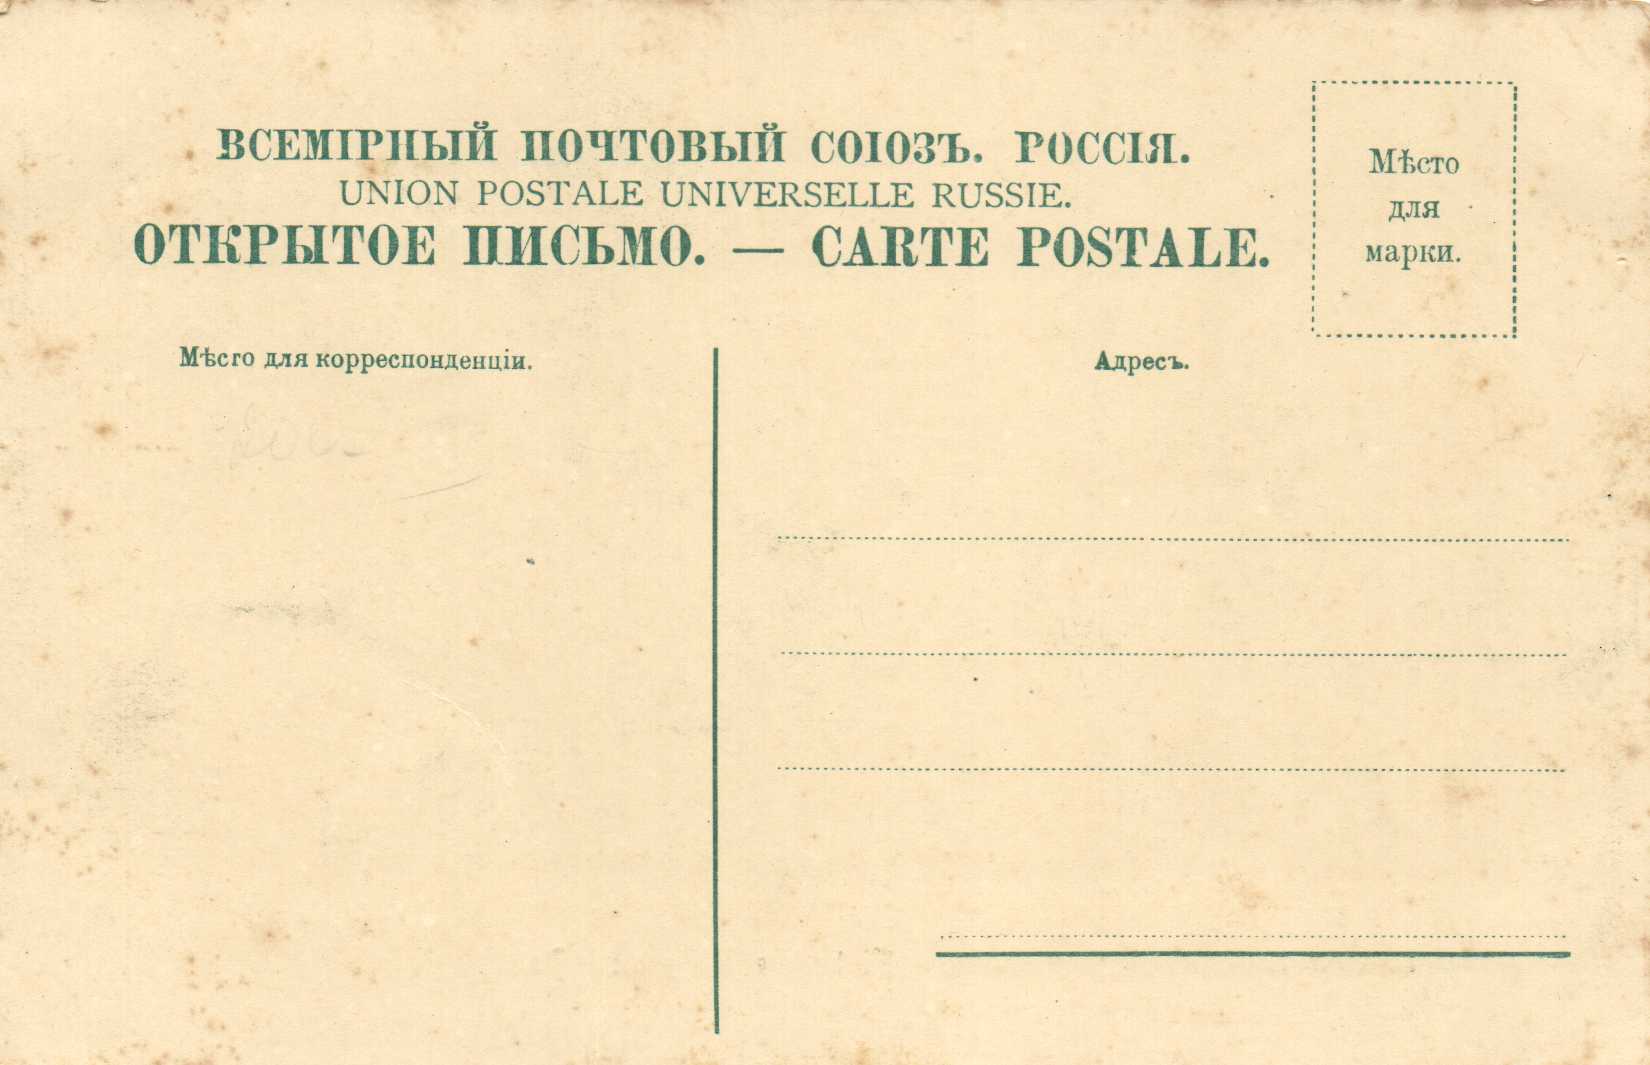 ВСЕМІРНЫЙ ПОЧТОВЫЙ СОЮЗЪ. РОССІЯ.
UNION POSTALE UNIVERSELLE RUSSIE.
ОТКРЫТОЕ ПИСЬМО. — CARTE POSTALE.
Мѣсто
для
марки.
Мѣсто для корреспонденціи.
Адресъ.